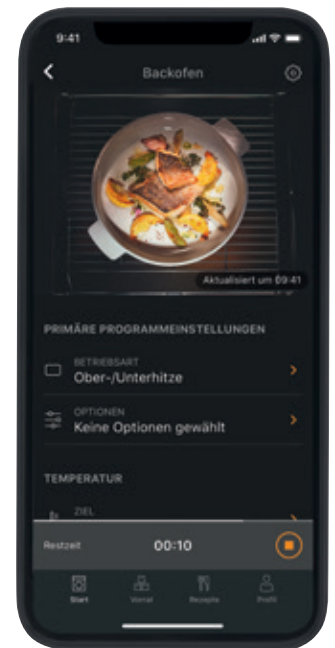 9:41
Backofen
Aktualisiert um 09:41
PRIMÄRE PROGRAMMEINSTELLUNGEN
BETRIEBSART
Ober-/Unterhitze
OPTIONEN
Keine Optionen gewählt
TEMPERATUR
ZIEL
Restzeit 00:10
Start Vorrat Rezepte Profil